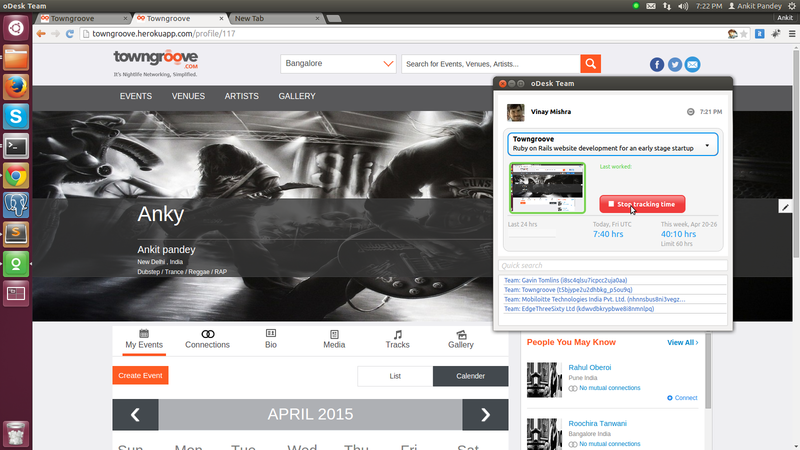 oDesk Team
7:22 PM
Ankit Pandey
Towngroove
Towngroove
New Tab
Ankit
towngroove.herokuapp.com/profile/117
towngroove
.COM
It's Nightlife Networking, Simplified.
Bangalore
Search for Events, Venues, Artists...
EVENTS
VENUES
ARTISTS
GALLERY
Anky
Ankit pandey
New Delhi , India
Dubstep / Trance / Reggae / RAP
oDesk Team
Vinay Mishra
7:21 PM
Towngroove
Ruby on Rails website development for an early stage startup
Last worked:
Stop tracking time
Last 24 hrs
Today, Fri UTC
This week, Apr 20-26
7:40 hrs
40:10 hrs
Limit 60 hrs
Quick search
Team: Gavin Tomlins (i8sc4qlsu7icpcc2uja0aa)
Team: Towngroove (t5bjype2u2dhbkg_p5ou9q)
Team: Mobiloitte Technologies India Pvt. Ltd. (nhnnsbus8ni3vegz...
Team: EdgeThreeSixty Ltd (kdwvdbkrypbwe8i8nmnlpq)
My Events
Connections
Bio
Media
Tracks
Gallery
Create Event
List
Calender
APRIL 2015
Sun
Mon
Tue
Wed
Thu
Fri
Sat
People You May Know
View All
Rahul Oberoi
Pune India
No mutual connections
Connect
Roochira Tanwani
Bangalore India
No mutual connections